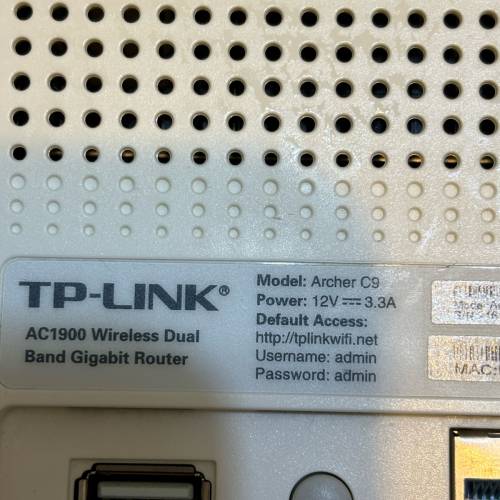 TP-LINK®
AC1900 Wireless Dual
Band Gigabit Router
Model: Archer C9
Power: 12V ⎓ 3.3A
Default Access:
http://tplinkwifi.net
Username: admin
Password: admin
MAC: